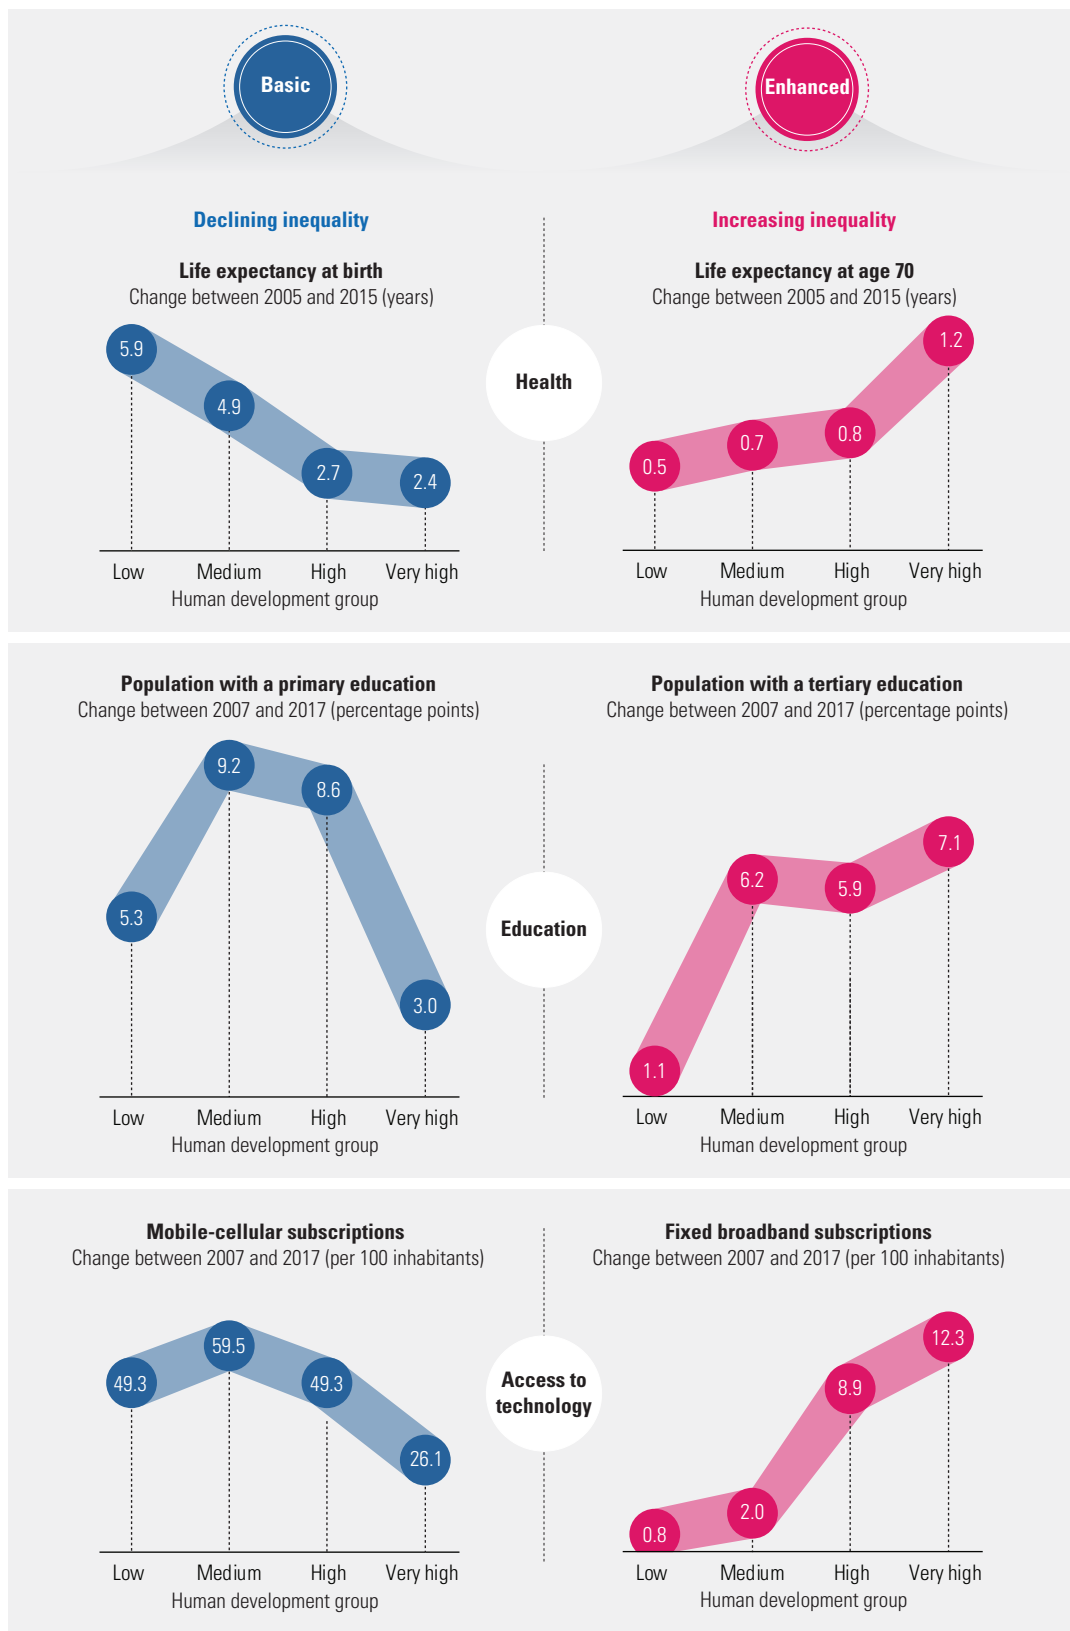 Basic
Enhanced
Declining inequality
Increasing inequality
Life expectancy at birth
Change between 2005 and 2015 (years)
5.9
4.9
2.7
2.4
Low Medium High Very high
Human development group
Health
Life expectancy at age 70
Change between 2005 and 2015 (years)
0.5
0.7
0.8
1.2
Low Medium High Very high
Human development group
Population with a primary education
Change between 2007 and 2017 (percentage points)
5.3
9.2
8.6
3.0
Low Medium High Very high
Human development group
Education
Population with a tertiary education
Change between 2007 and 2017 (percentage points)
1.1
6.2
5.9
7.1
Low Medium High Very high
Human development group
Mobile-cellular subscriptions
Change between 2007 and 2017 (per 100 inhabitants)
49.3
59.5
49.3
26.1
Low Medium High Very high
Human development group
Access to
technology
Fixed broadband subscriptions
Change between 2007 and 2017 (per 100 inhabitants)
0.8
2.0
8.9
12.3
Low Medium High Very high
Human development group